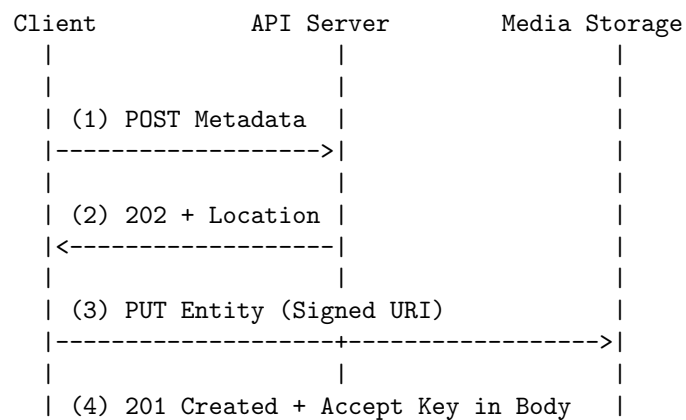 Client API Server Media Storage
(1) POST Metadata
(2) 202 + Location
(3) PUT Entity (Signed URI)
(4) 201 Created + Accept Key in Body